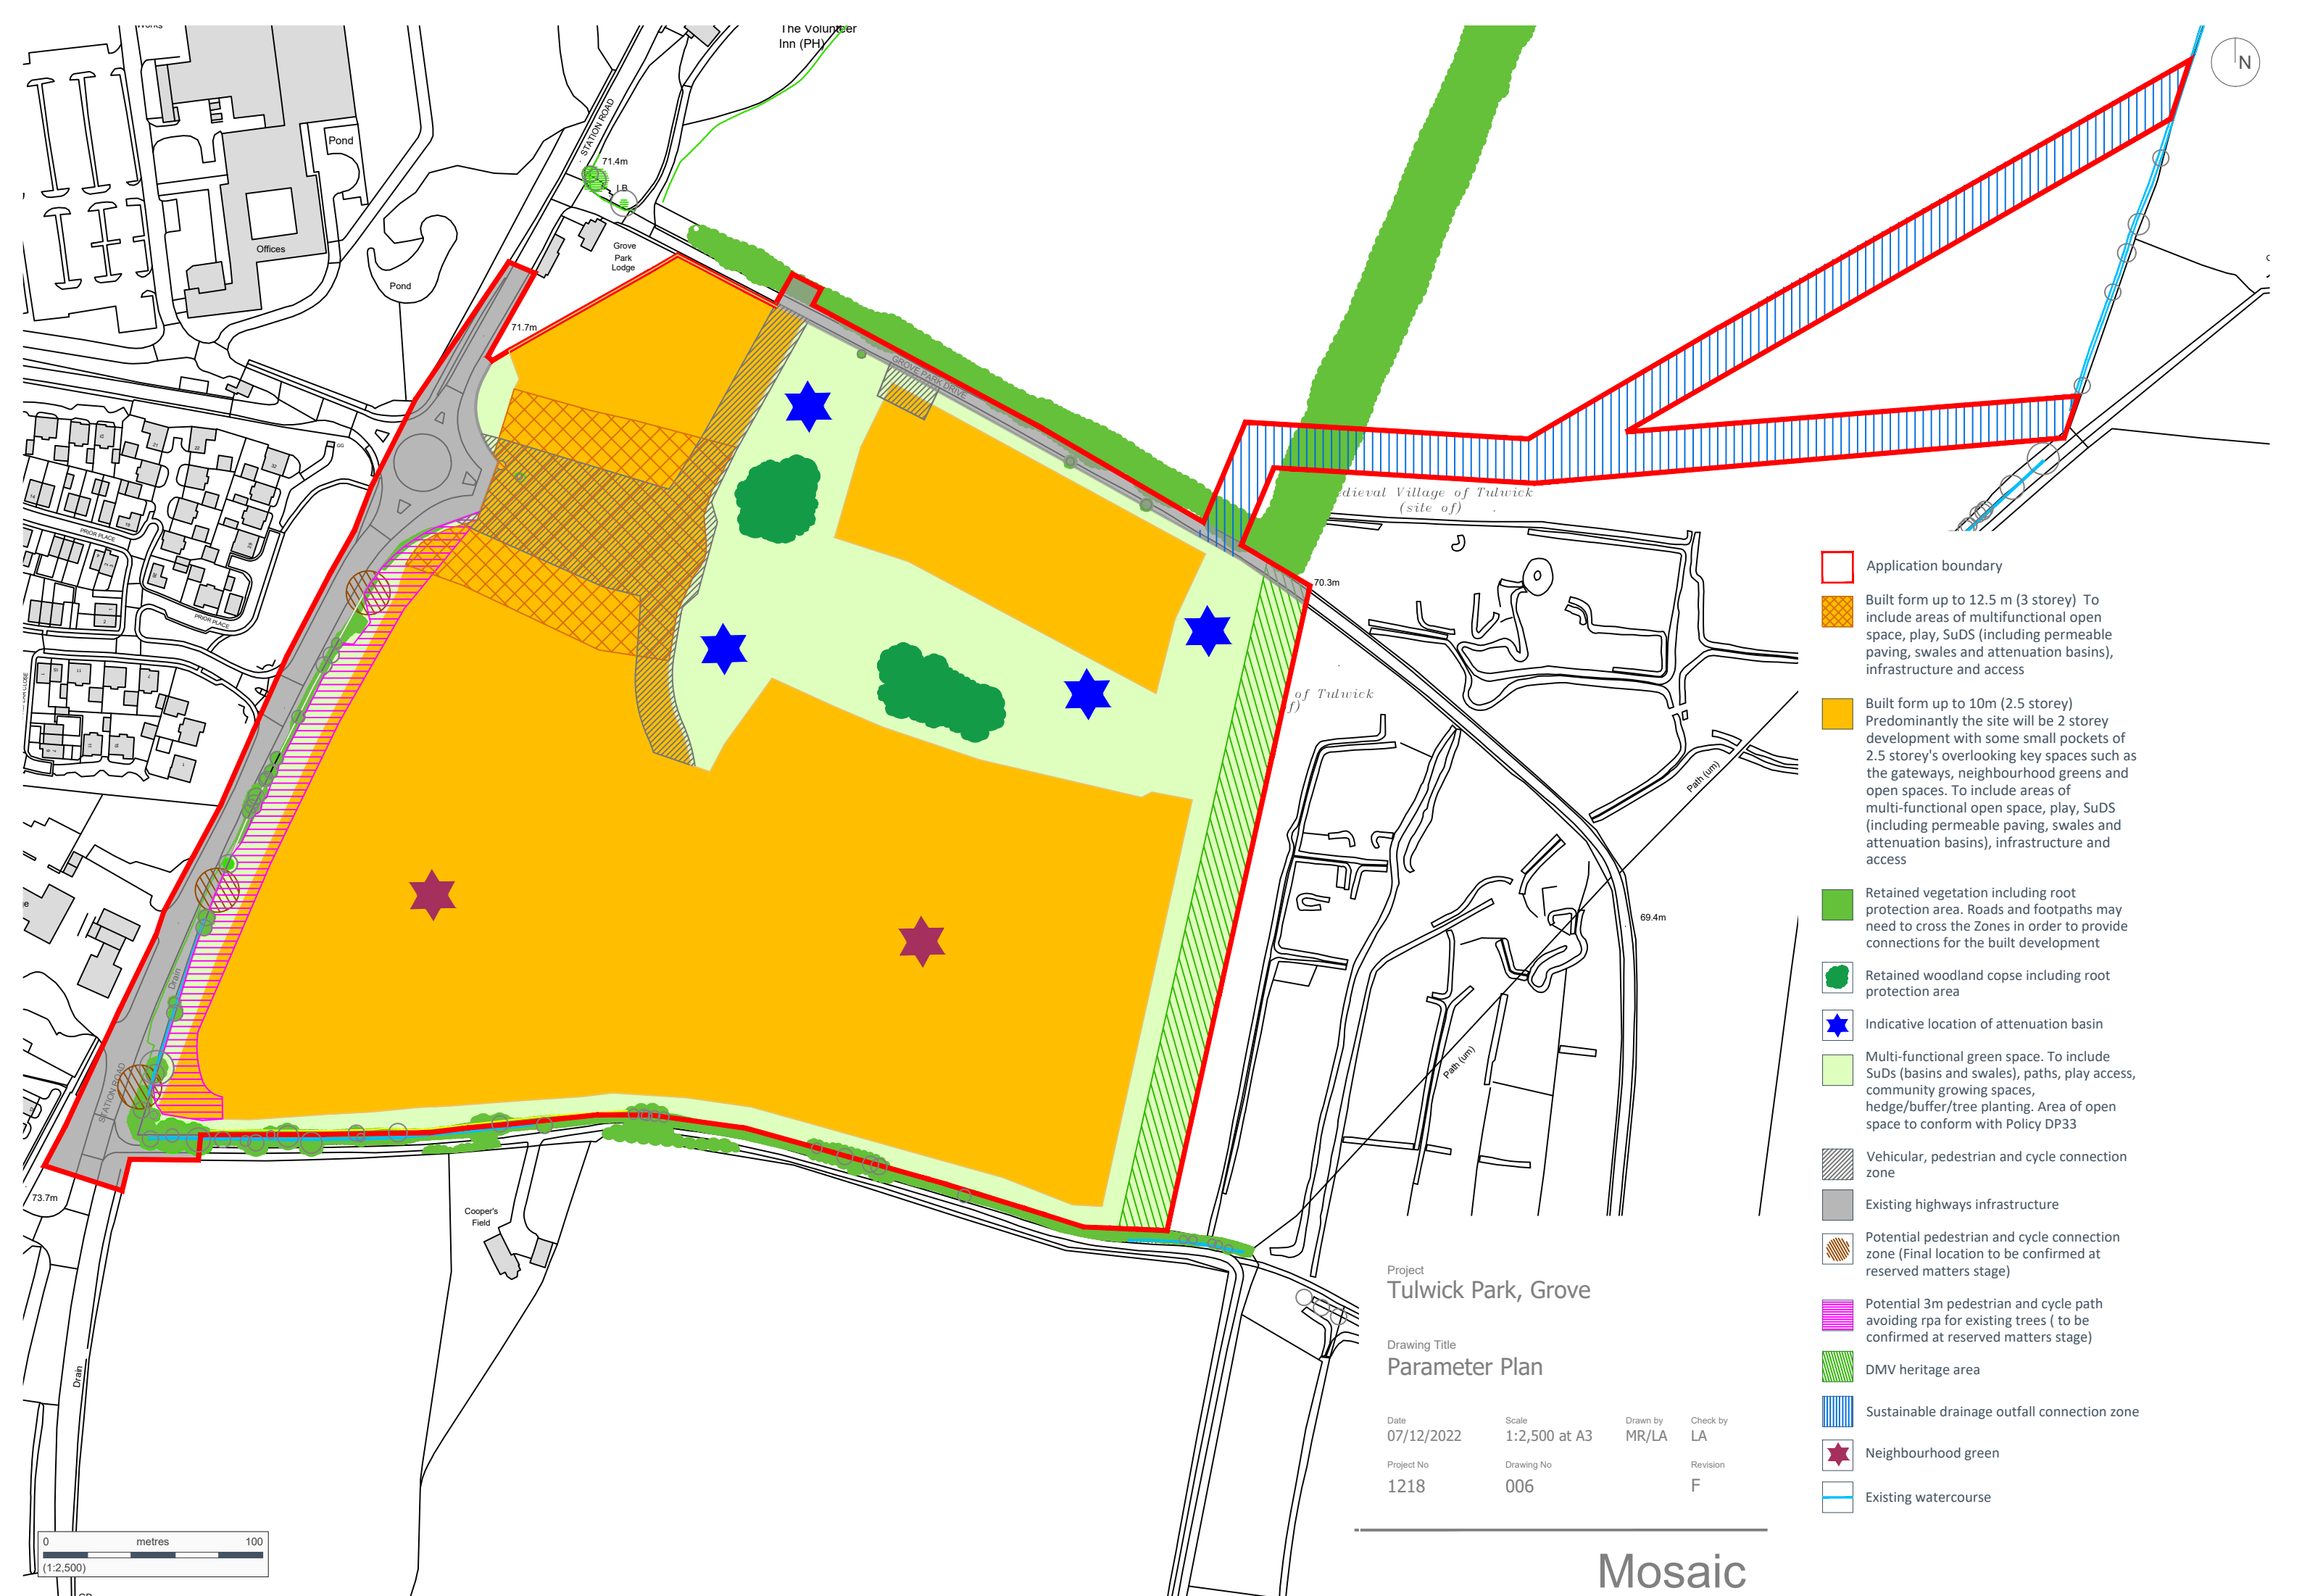 The Volunteer
Inn (PH)
N
Pond
STATION ROAD
71.4m
LB
Offices
Grove
Park
Lodge
Pond
71.7m
GROVE PARK DRIVE
dieval Village of Tulwick
(site of)
PRIOR PLACE
PRIOR PLACE
70.3m
of Tulwick
f)
Path (um)
69.4m
Drain
Path (um)
STATION ROAD
73.7m
Cooper's
Field
Drain
Application boundary
Built form up to 12.5 m (3 storey) To
include areas of multifunctional open
space, play, SuDS (including permeable
paving, swales and attenuation basins),
infrastructure and access
Built form up to 10m (2.5 storey)
Predominantly the site will be 2 storey
development with some small pockets of
2.5 storey's overlooking key spaces such as
the gateways, neighbourhood greens and
open spaces. To include areas of
multi-functional open space, play, SuDS
(including permeable paving, swales and
attenuation basins), infrastructure and
access
Retained vegetation including root
protection area. Roads and footpaths may
need to cross the Zones in order to provide
connections for the built development
Retained woodland copse including root
protection area
Indicative location of attenuation basin
Multi-functional green space. To include
SuDs (basins and swales), paths, play access,
community growing spaces,
hedge/buffer/tree planting. Area of open
space to conform with Policy DP33
Vehicular, pedestrian and cycle connection
zone
Existing highways infrastructure
Potential pedestrian and cycle connection
zone (Final location to be confirmed at
reserved matters stage)
Potential 3m pedestrian and cycle path
avoiding rpa for existing trees ( to be
confirmed at reserved matters stage)
DMV heritage area
Sustainable drainage outfall connection zone
Neighbourhood green
Existing watercourse
Project
Tulwick Park, Grove
Drawing Title
Parameter Plan
Date Scale Drawn by Check by
07/12/2022 1:2,500 at A3 MR/LA LA
Project No Drawing No Revision
1218 006 F
Mosaic
0 metres 100
(1:2,500)